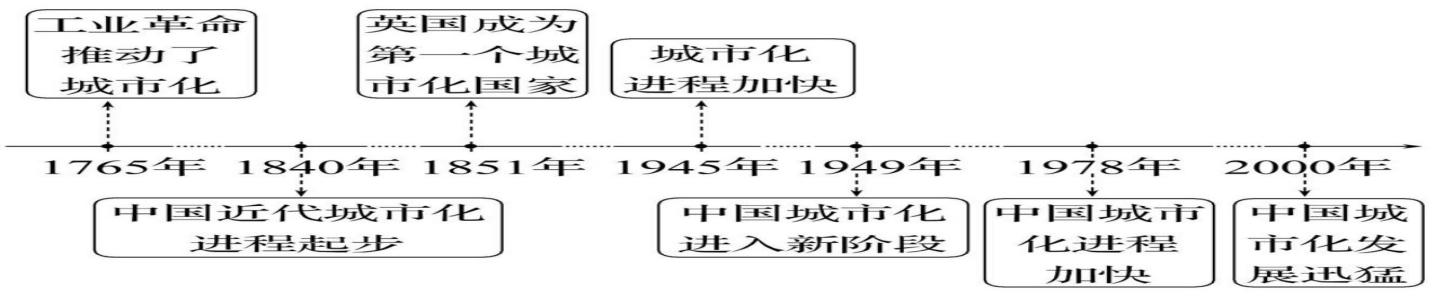 工业革命
推动了
城市化
英国成为
第一个城
市化国家
城市化
进程加快
1765年 1840年 1851年 1945年 1949年 1978年 2000年
中国近代城市化
进程起步
中国城市化
进入新阶段
中国城市
化进程
加快
中国城
市化发
展迅猛